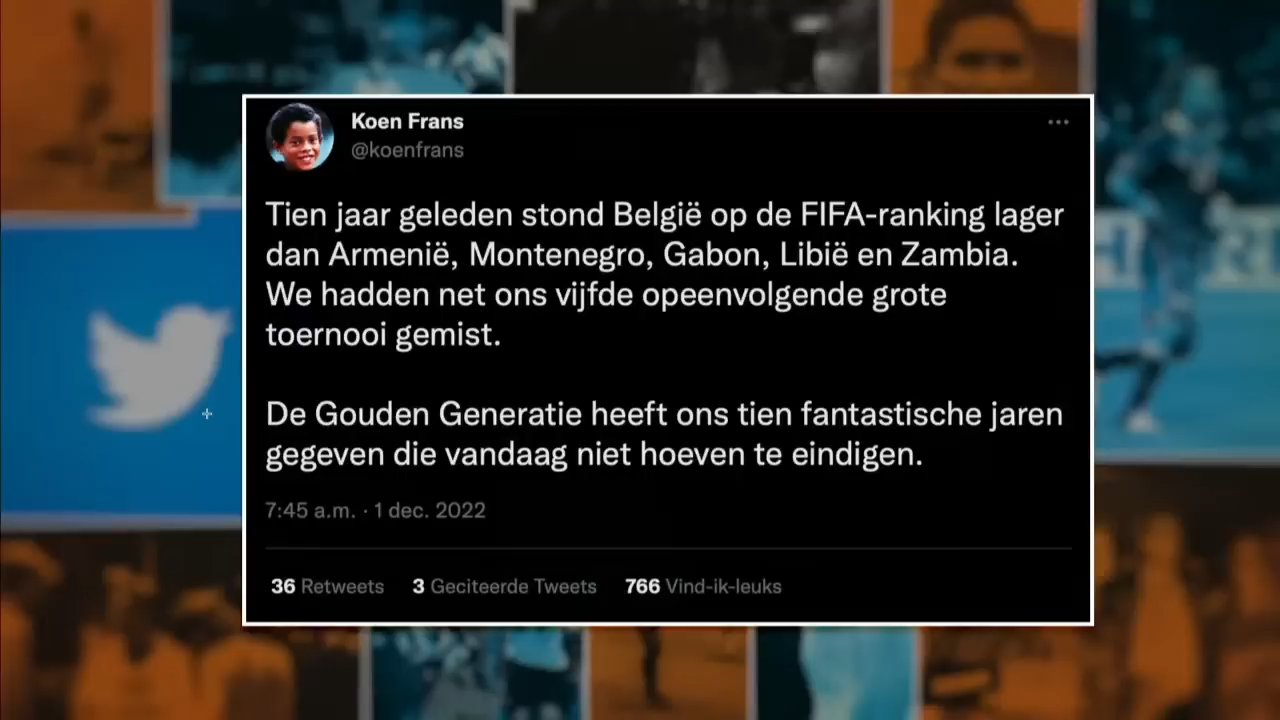 Koen Frans
@koenfrans
Tien jaar geleden stond België op de FIFA-ranking lager
dan Armenië, Montenegro, Gabon, Libië en Zambia.
We hadden net ons vijfde opeenvolgende grote
toernooi gemist.
De Gouden Generatie heeft ons tien fantastische jaren
gegeven die vandaag niet hoeven te eindigen.
7:45 a.m. · 1 dec. 2022
36 Retweets 3 Geciteerde Tweets 766 Vind-ik-leuks